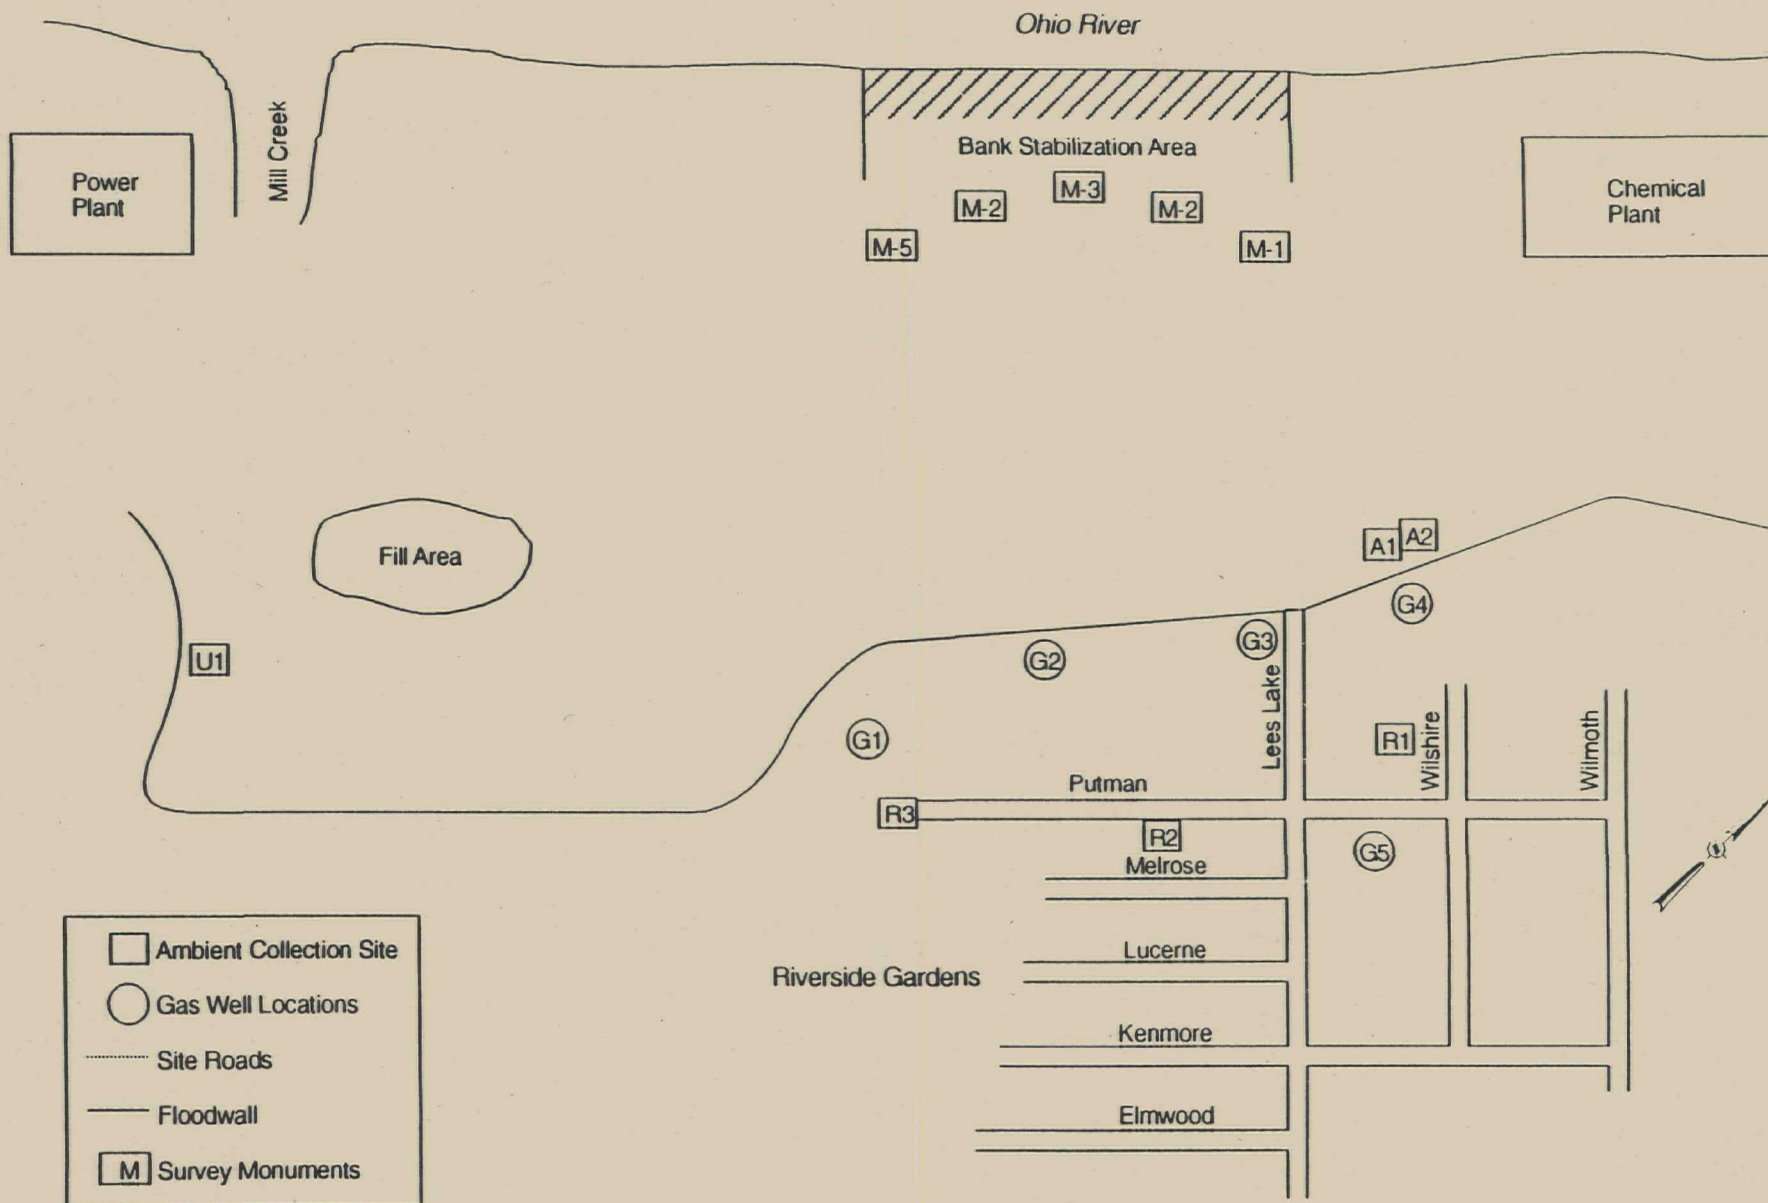 Ohio River
Mill Creek
Power
Plant
Bank Stabilization Area
Chemical
Plant
M-3
M-2
M-2
M-5
M-1
Fill Area
A1
A2
G4
U1
G2
G3
Lees Lake
G1
R1
Wilshire
Wilmoth
Putman
R3
R2
G5
Melrose
Lucerne
Riverside Gardens
Kenmore
Elmwood
Ambient Collection Site
Gas Well Locations
Site Roads
Floodwall
M Survey Monuments